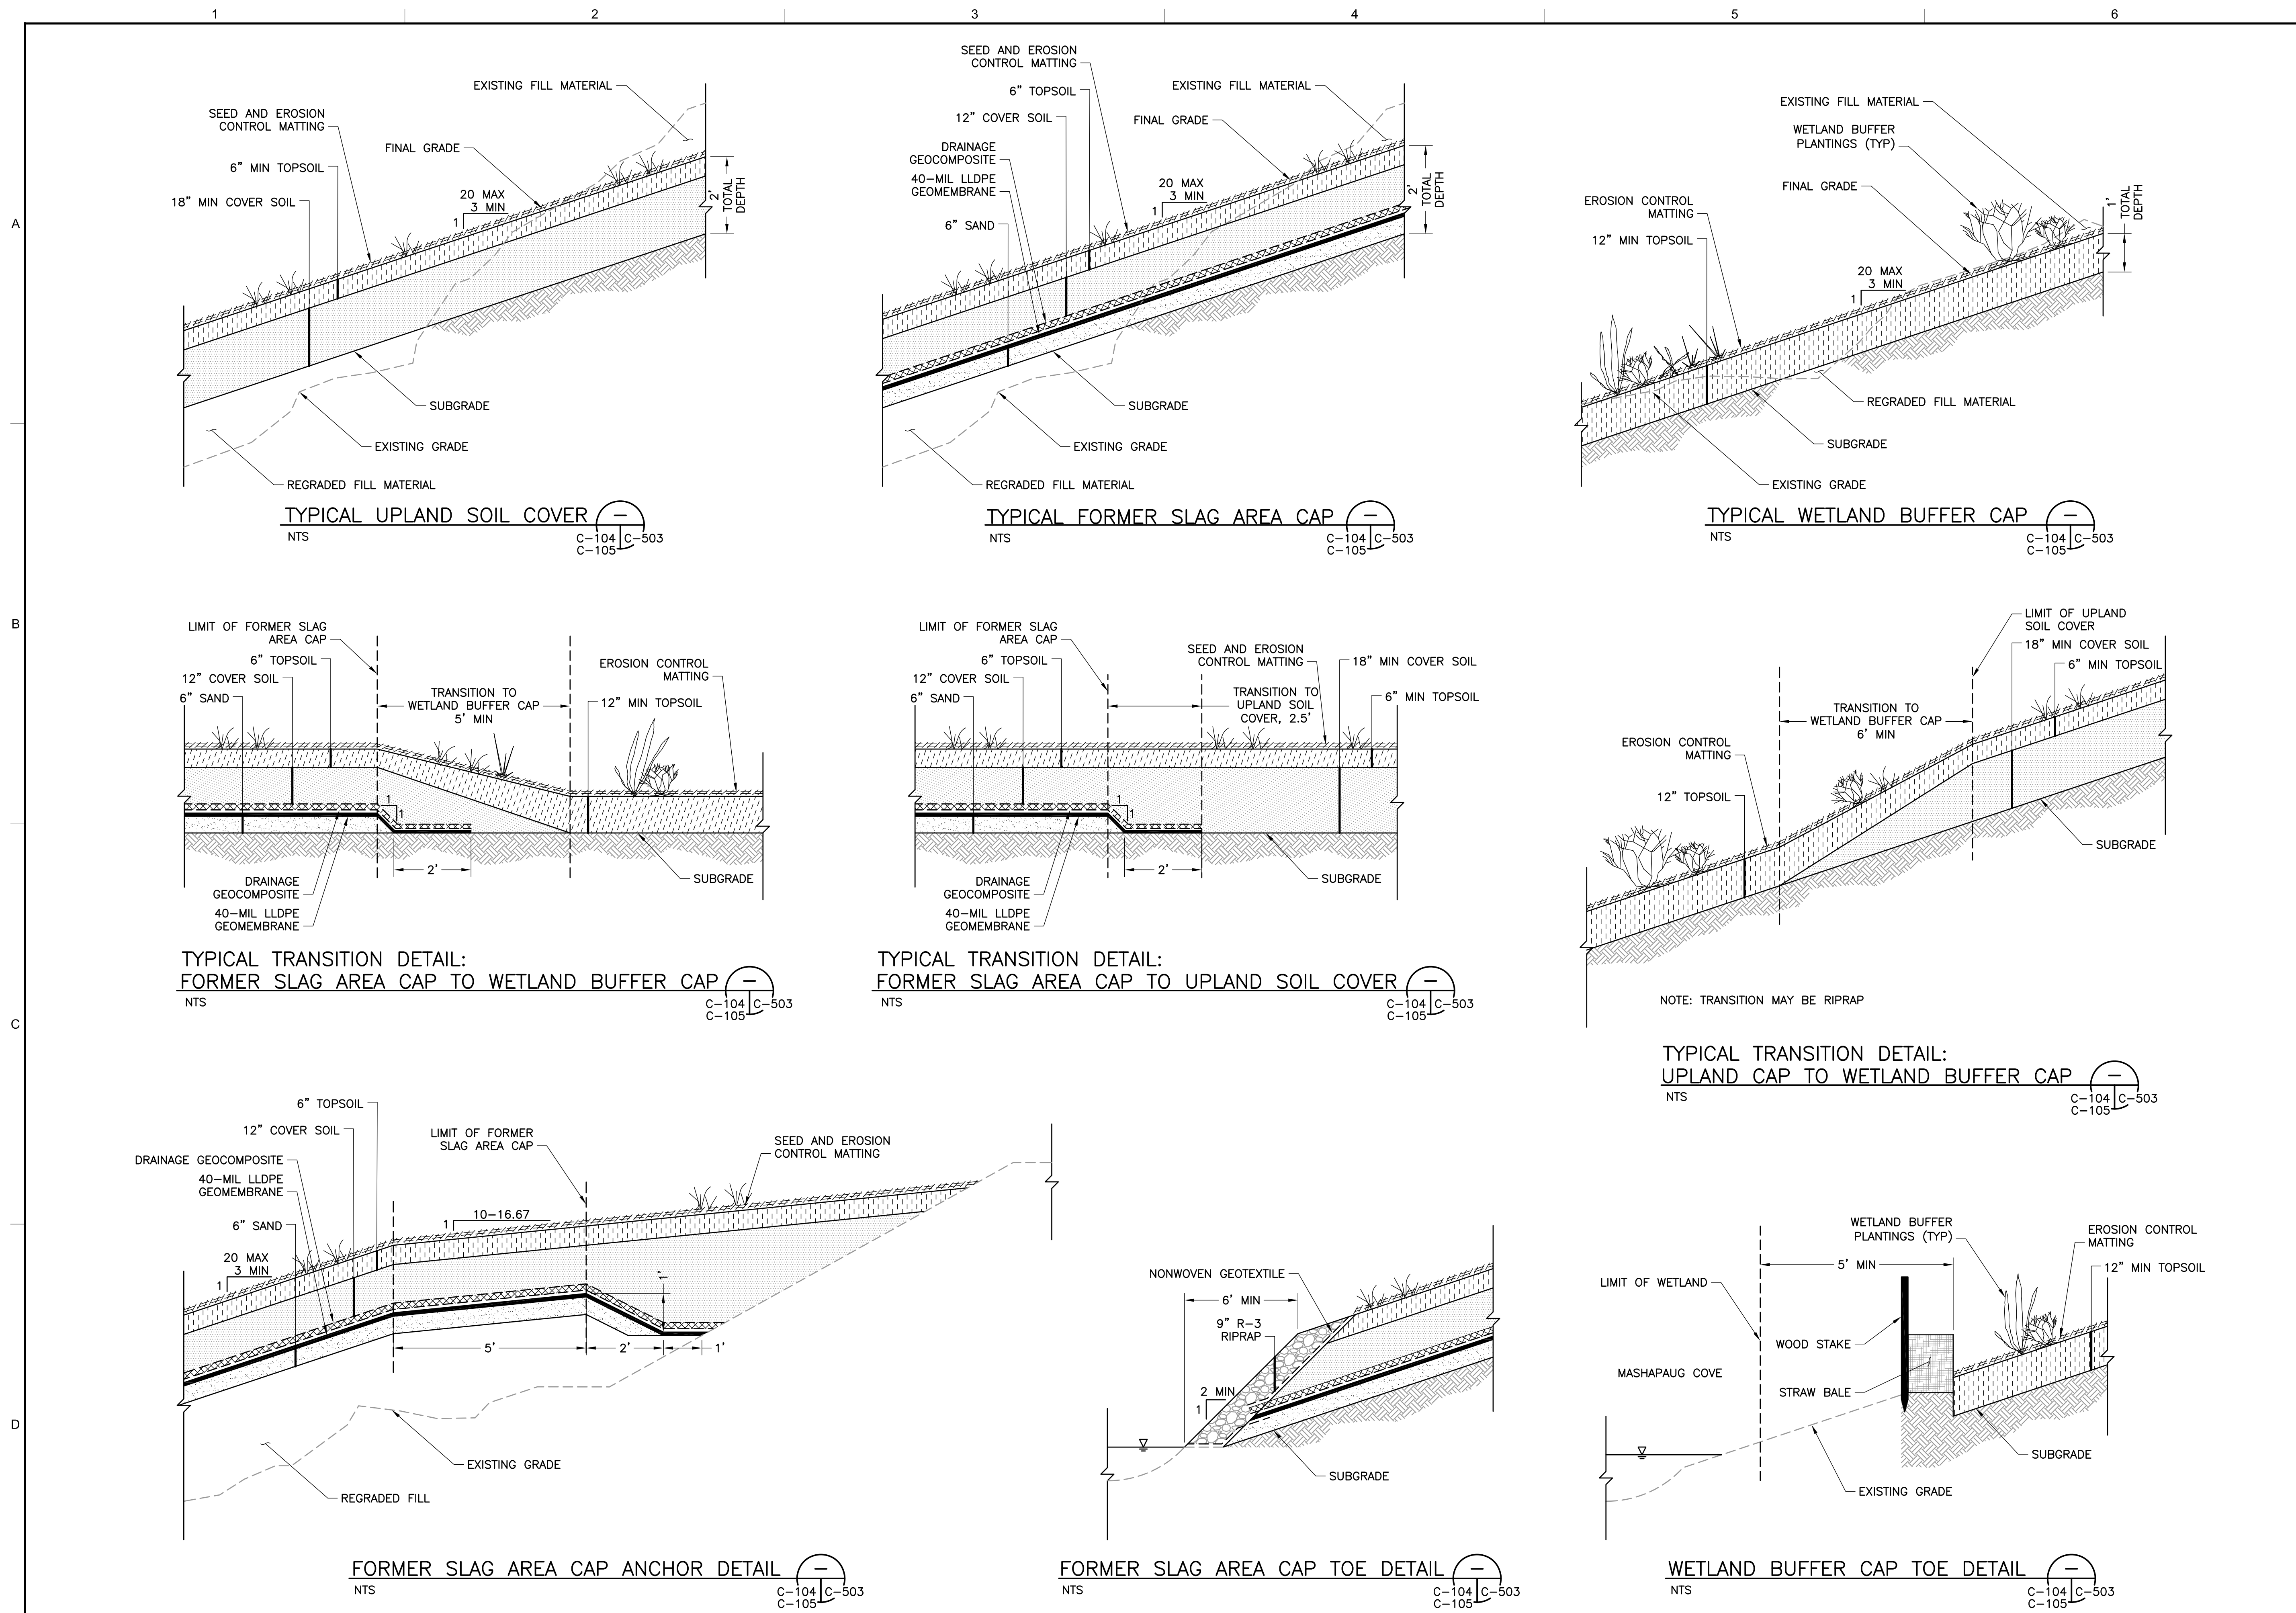 1
2
3
4
5
6
A
B
C
D
SEED AND EROSION
CONTROL MATTING
EXISTING FILL MATERIAL
FINAL GRADE
6" MIN TOPSOIL
18" MIN COVER SOIL
20 MAX
3 MIN
1
2'
TOTAL
DEPTH
SUBGRADE
EXISTING GRADE
REGRADED FILL MATERIAL
TYPICAL UPLAND SOIL COVER
–
NTS
C-104
C-503
C-105
SEED AND EROSION
CONTROL MATTING
6" TOPSOIL
EXISTING FILL MATERIAL
12" COVER SOIL
FINAL GRADE
DRAINAGE
GEOCOMPOSITE
40-MIL LLDPE
GEOMEMBRANE
20 MAX
3 MIN
1
6" SAND
2'
TOTAL
DEPTH
SUBGRADE
EXISTING GRADE
REGRADED FILL MATERIAL
TYPICAL FORMER SLAG AREA CAP
–
NTS
C-104
C-503
C-105
EXISTING FILL MATERIAL
WETLAND BUFFER
PLANTINGS (TYP)
FINAL GRADE
EROSION CONTROL
MATTING
12" MIN TOPSOIL
20 MAX
3 MIN
1
1'
TOTAL
DEPTH
REGRADED FILL MATERIAL
SUBGRADE
EXISTING GRADE
TYPICAL WETLAND BUFFER CAP
–
NTS
C-104
C-503
C-105
LIMIT OF FORMER SLAG
AREA CAP
6" TOPSOIL
12" COVER SOIL
6" SAND
TRANSITION TO
WETLAND BUFFER CAP
5' MIN
EROSION CONTROL
MATTING
12" MIN TOPSOIL
1
1
2'
DRAINAGE
GEOCOMPOSITE
40-MIL LLDPE
GEOMEMBRANE
SUBGRADE
TYPICAL TRANSITION DETAIL:
FORMER SLAG AREA CAP TO WETLAND BUFFER CAP
–
NTS
C-104
C-503
C-105
LIMIT OF FORMER SLAG
AREA CAP
6" TOPSOIL
12" COVER SOIL
6" SAND
SEED AND EROSION
CONTROL MATTING
18" MIN COVER SOIL
TRANSITION TO
UPLAND SOIL
COVER, 2.5'
6" MIN TOPSOIL
1
1
2'
DRAINAGE
GEOCOMPOSITE
40-MIL LLDPE
GEOMEMBRANE
SUBGRADE
TYPICAL TRANSITION DETAIL:
FORMER SLAG AREA CAP TO UPLAND SOIL COVER
–
NTS
C-104
C-503
C-105
LIMIT OF UPLAND
SOIL COVER
18" MIN COVER SOIL
6" MIN TOPSOIL
TRANSITION TO
WETLAND BUFFER CAP
6' MIN
EROSION CONTROL
MATTING
12" TOPSOIL
SUBGRADE
NOTE: TRANSITION MAY BE RIPRAP
TYPICAL TRANSITION DETAIL:
UPLAND CAP TO WETLAND BUFFER CAP
–
NTS
C-104
C-503
C-105
6" TOPSOIL
12" COVER SOIL
DRAINAGE GEOCOMPOSITE
40-MIL LLDPE
GEOMEMBRANE
6" SAND
LIMIT OF FORMER
SLAG AREA CAP
SEED AND EROSION
CONTROL MATTING
10-16.67
1
20 MAX
3 MIN
1
1'
5'
2'
1'
EXISTING GRADE
REGRADED FILL
FORMER SLAG AREA CAP ANCHOR DETAIL
–
NTS
C-104
C-503
C-105
NONWOVEN GEOTEXTILE
6' MIN
9" R-3
RIPRAP
2 MIN
1
SUBGRADE
FORMER SLAG AREA CAP TOE DETAIL
–
NTS
C-104
C-503
C-105
WETLAND BUFFER
PLANTINGS (TYP)
EROSION CONTROL
MATTING
5' MIN
12" MIN TOPSOIL
LIMIT OF WETLAND
WOOD STAKE
MASHAPAUG COVE
STRAW BALE
SUBGRADE
EXISTING GRADE
WETLAND BUFFER CAP TOE DETAIL
–
NTS
C-104
C-503
C-105